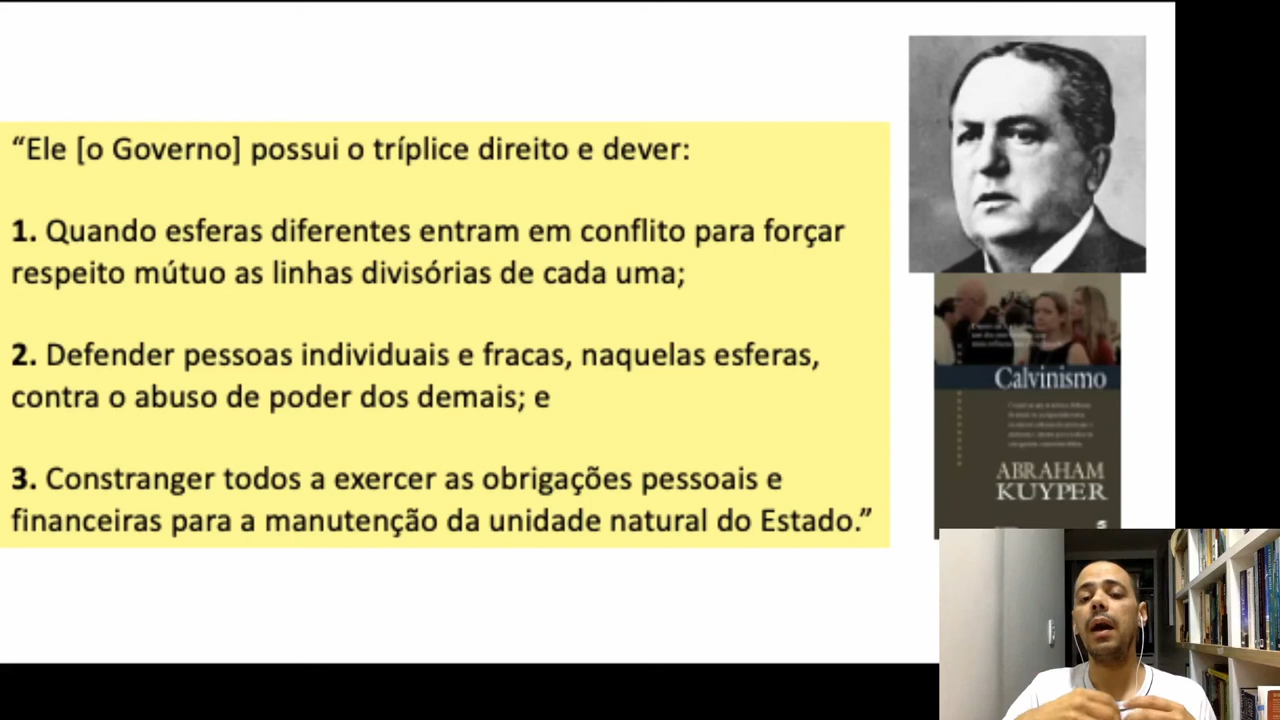 “Ele [o Governo] possui o tríplice direito e dever:
1. Quando esferas diferentes entram em conflito para forçar
respeito mútuo as linhas divisórias de cada uma;
2. Defender pessoas individuais e fracas, naquelas esferas,
contra o abuso de poder dos demais; e
3. Constranger todos a exercer as obrigações pessoais e
financeiras para a manutenção da unidade natural do Estado.”
Calvinismo
ABRAHAM
KUYPER